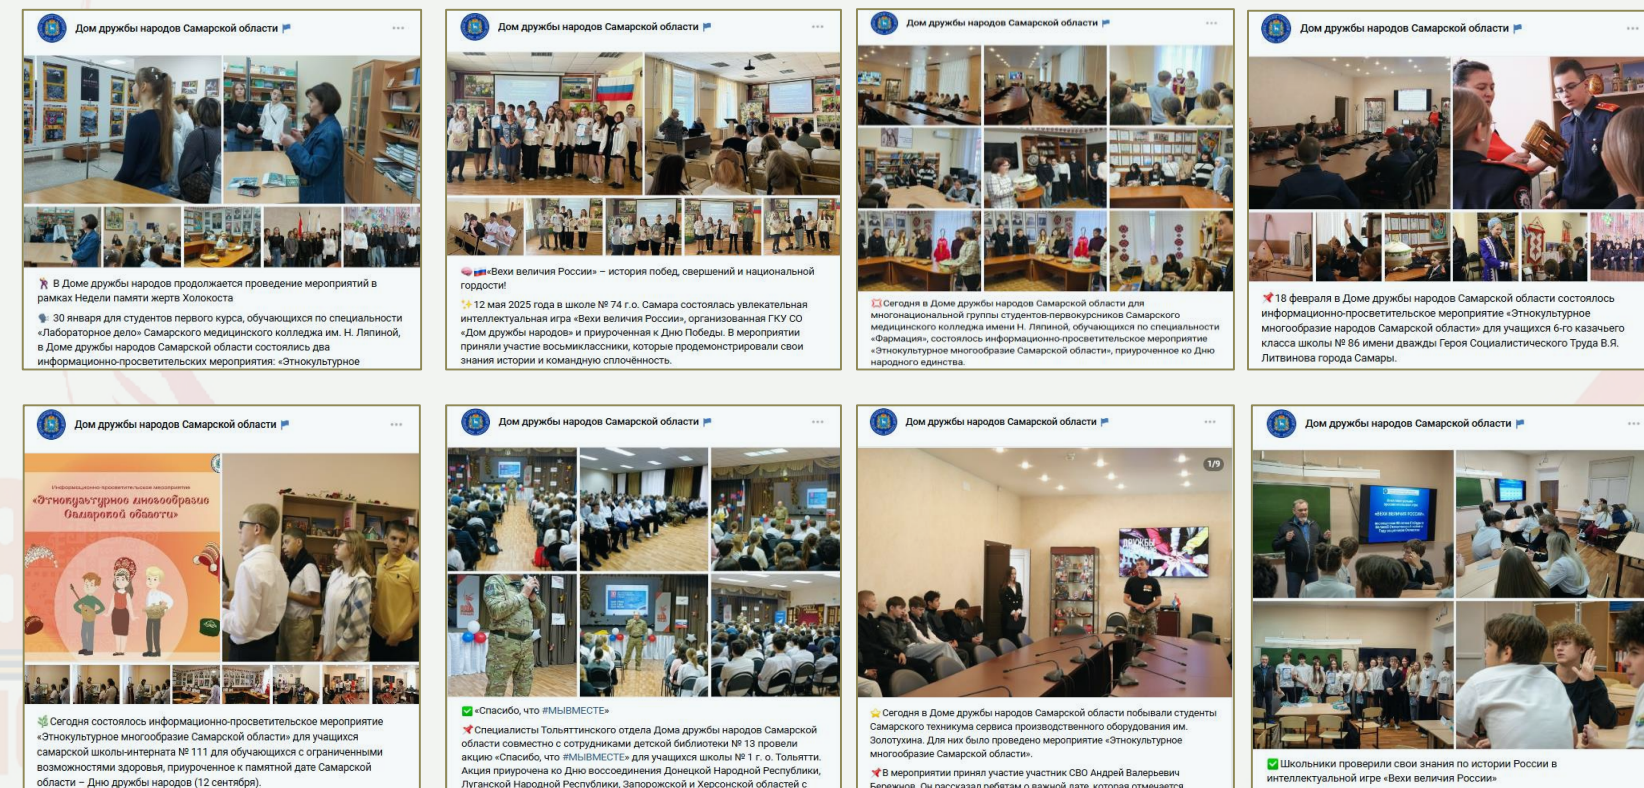 Дом дружбы народов Самарской области
В Доме дружбы народов продолжается проведение мероприятий в
рамках Недели памяти жертв Холокоста
30 января для студентов первого курса, обучающихся по специальности
«Лабораторное дело» Самарского медицинского колледжа им. Н. Ляпиной,
в Доме дружбы народов Самарской области состоялись два
информационно-просветительских мероприятия: «Этнокультурное
Дом дружбы народов Самарской области
«Вехи величия России» – история побед, свершений и национальной
гордости!
12 мая 2025 года в школе № 74 г.о. Самара состоялась увлекательная
интеллектуальная игра «Вехи величия России», организованная ГКУ СО
«Дом дружбы народов» и приуроченная к Дню Победы. В мероприятии
приняли участие восьмиклассники, которые продемонстрировали свои
знания истории и командную сплочённость.
Дом дружбы народов Самарской области
Сегодня в Доме дружбы народов Самарской области для
многонациональной группы студентов-первокурсников Самарского
медицинского колледжа имени Н. Ляпиной, обучающихся по специальности
«Фармация», состоялось информационно-просветительское мероприятие
«Этнокультурное многообразие Самарской области», приуроченное ко Дню
народного единства.
Дом дружбы народов Самарской области
18 февраля в Доме дружбы народов Самарской области состоялось
информационно-просветительское мероприятие «Этнокультурное
многообразие народов Самарской области» для учащихся 6-го казачьего
класса школы № 86 имени дважды Героя Социалистического Труда В.Я.
Литвинова города Самары.
Дом дружбы народов Самарской области
Информационно-просветительское мероприятие
«Этнокультурное многообразие
Самарской области»
Сегодня состоялось информационно-просветительское мероприятие
«Этнокультурное многообразие Самарской области» для учащихся
самарской школы-интерната № 111 для обучающихся с ограниченными
возможностями здоровья, приуроченное к памятной дате Самарской
области – Дню дружбы народов (12 сентября).
Дом дружбы народов Самарской области
«Спасибо, что #МЫВМЕСТЕ»
Специалисты Тольяттинского отдела Дома дружбы народов Самарской
области совместно с сотрудниками детской библиотеки № 13 провели
акцию «Спасибо, что #МЫВМЕСТЕ» для учащихся школы № 1 г. о. Тольятти.
Акция приурочена ко Дню воссоединения Донецкой Народной Республики,
Луганской Народной Республики, Запорожской и Херсонской областей с
Дом дружбы народов Самарской области
1/9
ДРУЖБЫ
Сегодня в Доме дружбы народов Самарской области побывали студенты
Самарского техникума сервиса производственного оборудования им.
Золотухина. Для них было проведено мероприятие «Этнокультурное
многообразие Самарской области».
В мероприятии принял участие участник СВО Андрей Валерьевич
Бережнов. Он рассказал ребятам о важной дате, которая отмечается
Дом дружбы народов Самарской области
«ВЕХИ ВЕЛИЧИЯ РОССИИ»
Школьники проверили свои знания по истории России в
интеллектуальной игре «Вехи величия России»